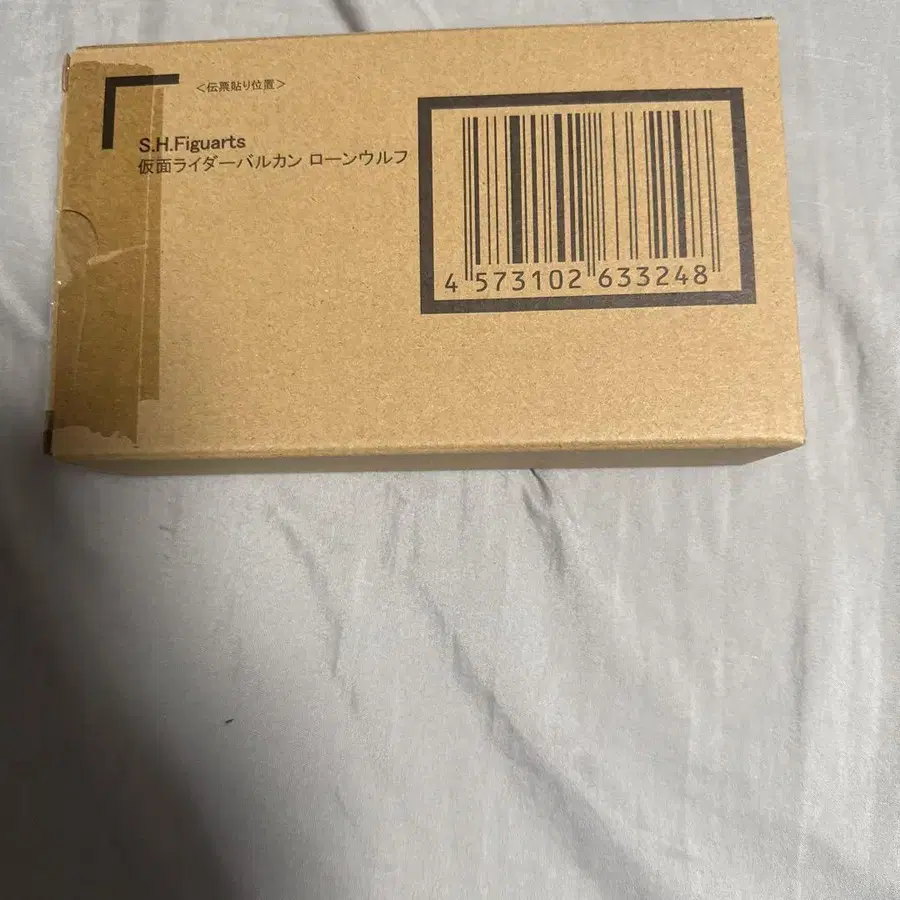 <伝票貼り位置>
S.H.Figuarts
仮面ライダーバルカン ローンウルフ
4 573102 633248